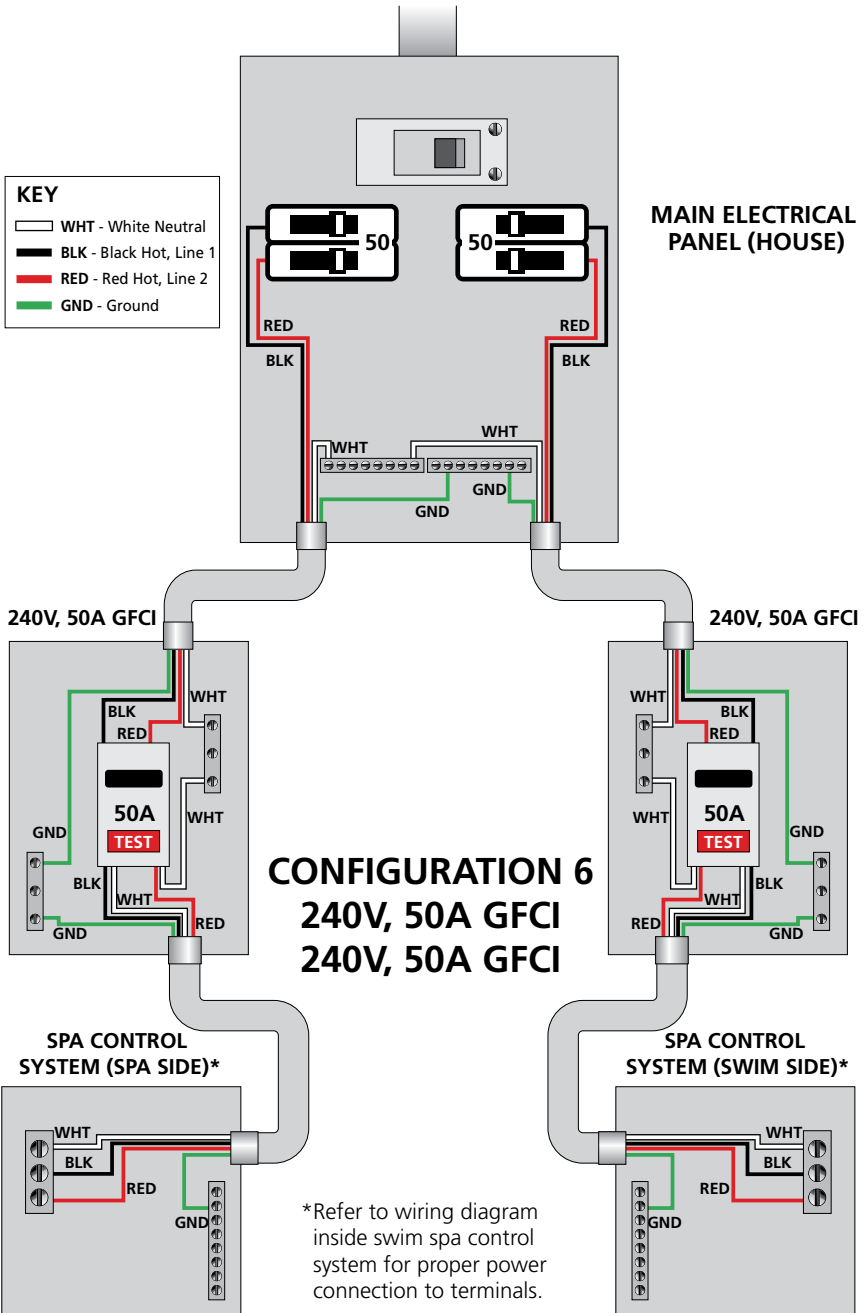 KEY
WHT - White Neutral
BLK - Black Hot, Line 1
RED - Red Hot, Line 2
GND - Ground
MAIN ELECTRICAL
PANEL (HOUSE)
50
50
RED
BLK
RED
BLK
WHT
WHT
GND
GND
240V, 50A GFCI
WHT
BLK
RED
50A
TEST
WHT
GND
BLK
WHT
RED
GND
240V, 50A GFCI
WHT
BLK
RED
50A
TEST
WHT
GND
BLK
WHT
RED
GND
CONFIGURATION 6
240V, 50A GFCI
240V, 50A GFCI
SPA CONTROL
SYSTEM (SPA SIDE)*
WHT
BLK
RED
GND
SPA CONTROL
SYSTEM (SWIM SIDE)*
WHT
BLK
RED
GND
*Refer to wiring diagram
inside swim spa control
system for proper power
connection to terminals.